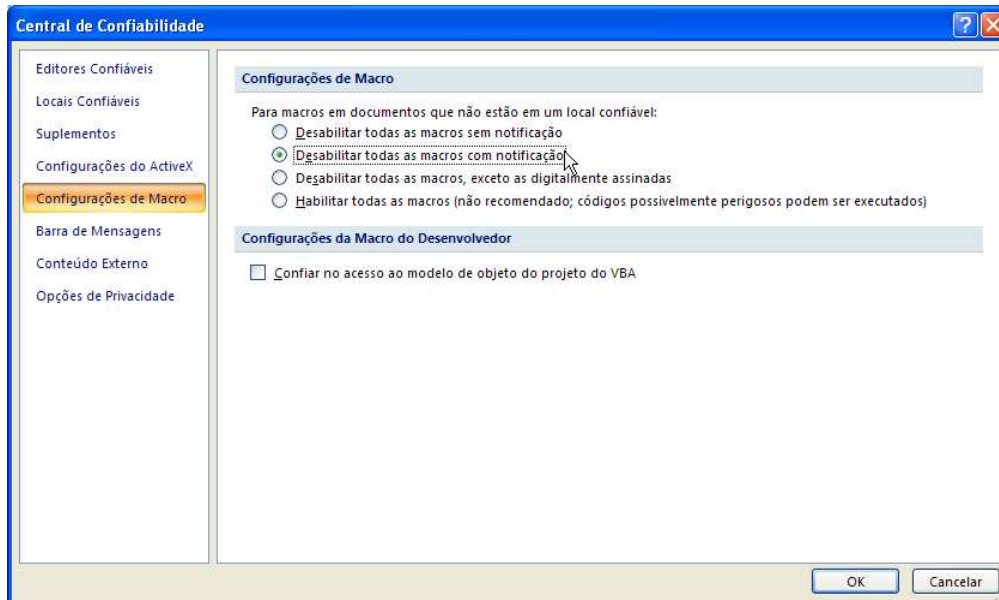 Central de Confiabilidade
Editores Confiáveis
Locais Confiáveis
Suplementos
Configurações do ActiveX
Configurações de Macro
Barra de Mensagens
Conteúdo Externo
Opções de Privacidade
Configurações de Macro
Para macros em documentos que não estão em um local confiável:
Desabilitar todas as macros sem notificação
Desabilitar todas as macros com notificação
Desabilitar todas as macros, exceto as digitalmente assinadas
Habilitar todas as macros (não recomendado; códigos possivelmente perigosos podem ser executados)
Configurações da Macro do Desenvolvedor
Confiar no acesso ao modelo de objeto do projeto do VBA
OK
Cancelar